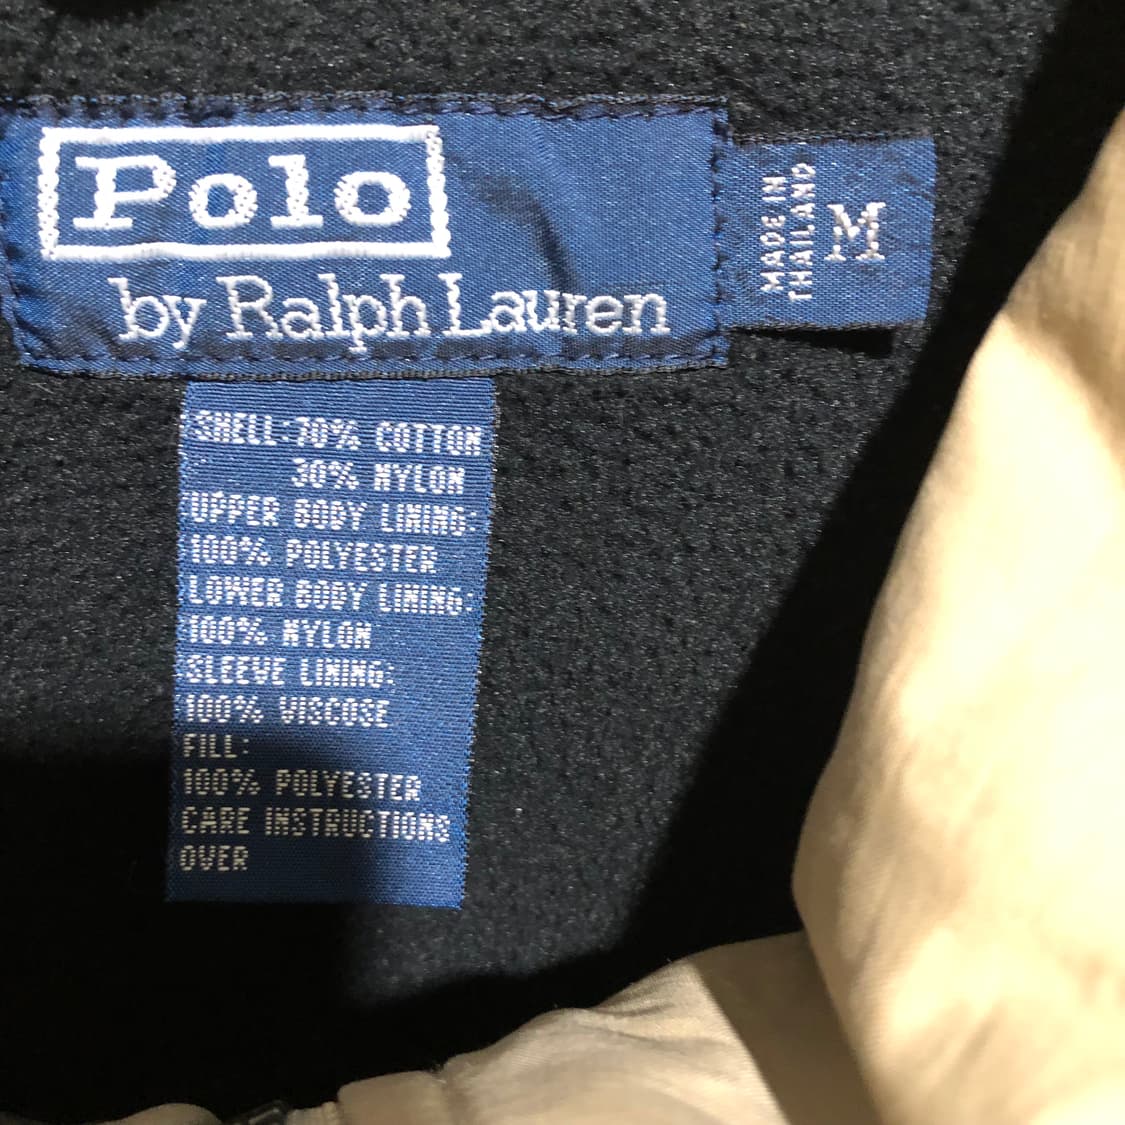 Polo
by Ralph Lauren
MADE IN
THAILAND
M
SHELL: 70% COTTON
30% NYLON
UPPER BODY LINING:
100% POLYESTER
LOWER BODY LINING:
100% NYLON
SLEEVE LINING:
100% VISCOSE
FILL:
100% POLYESTER
CARE INSTRUCTIONS
OVER